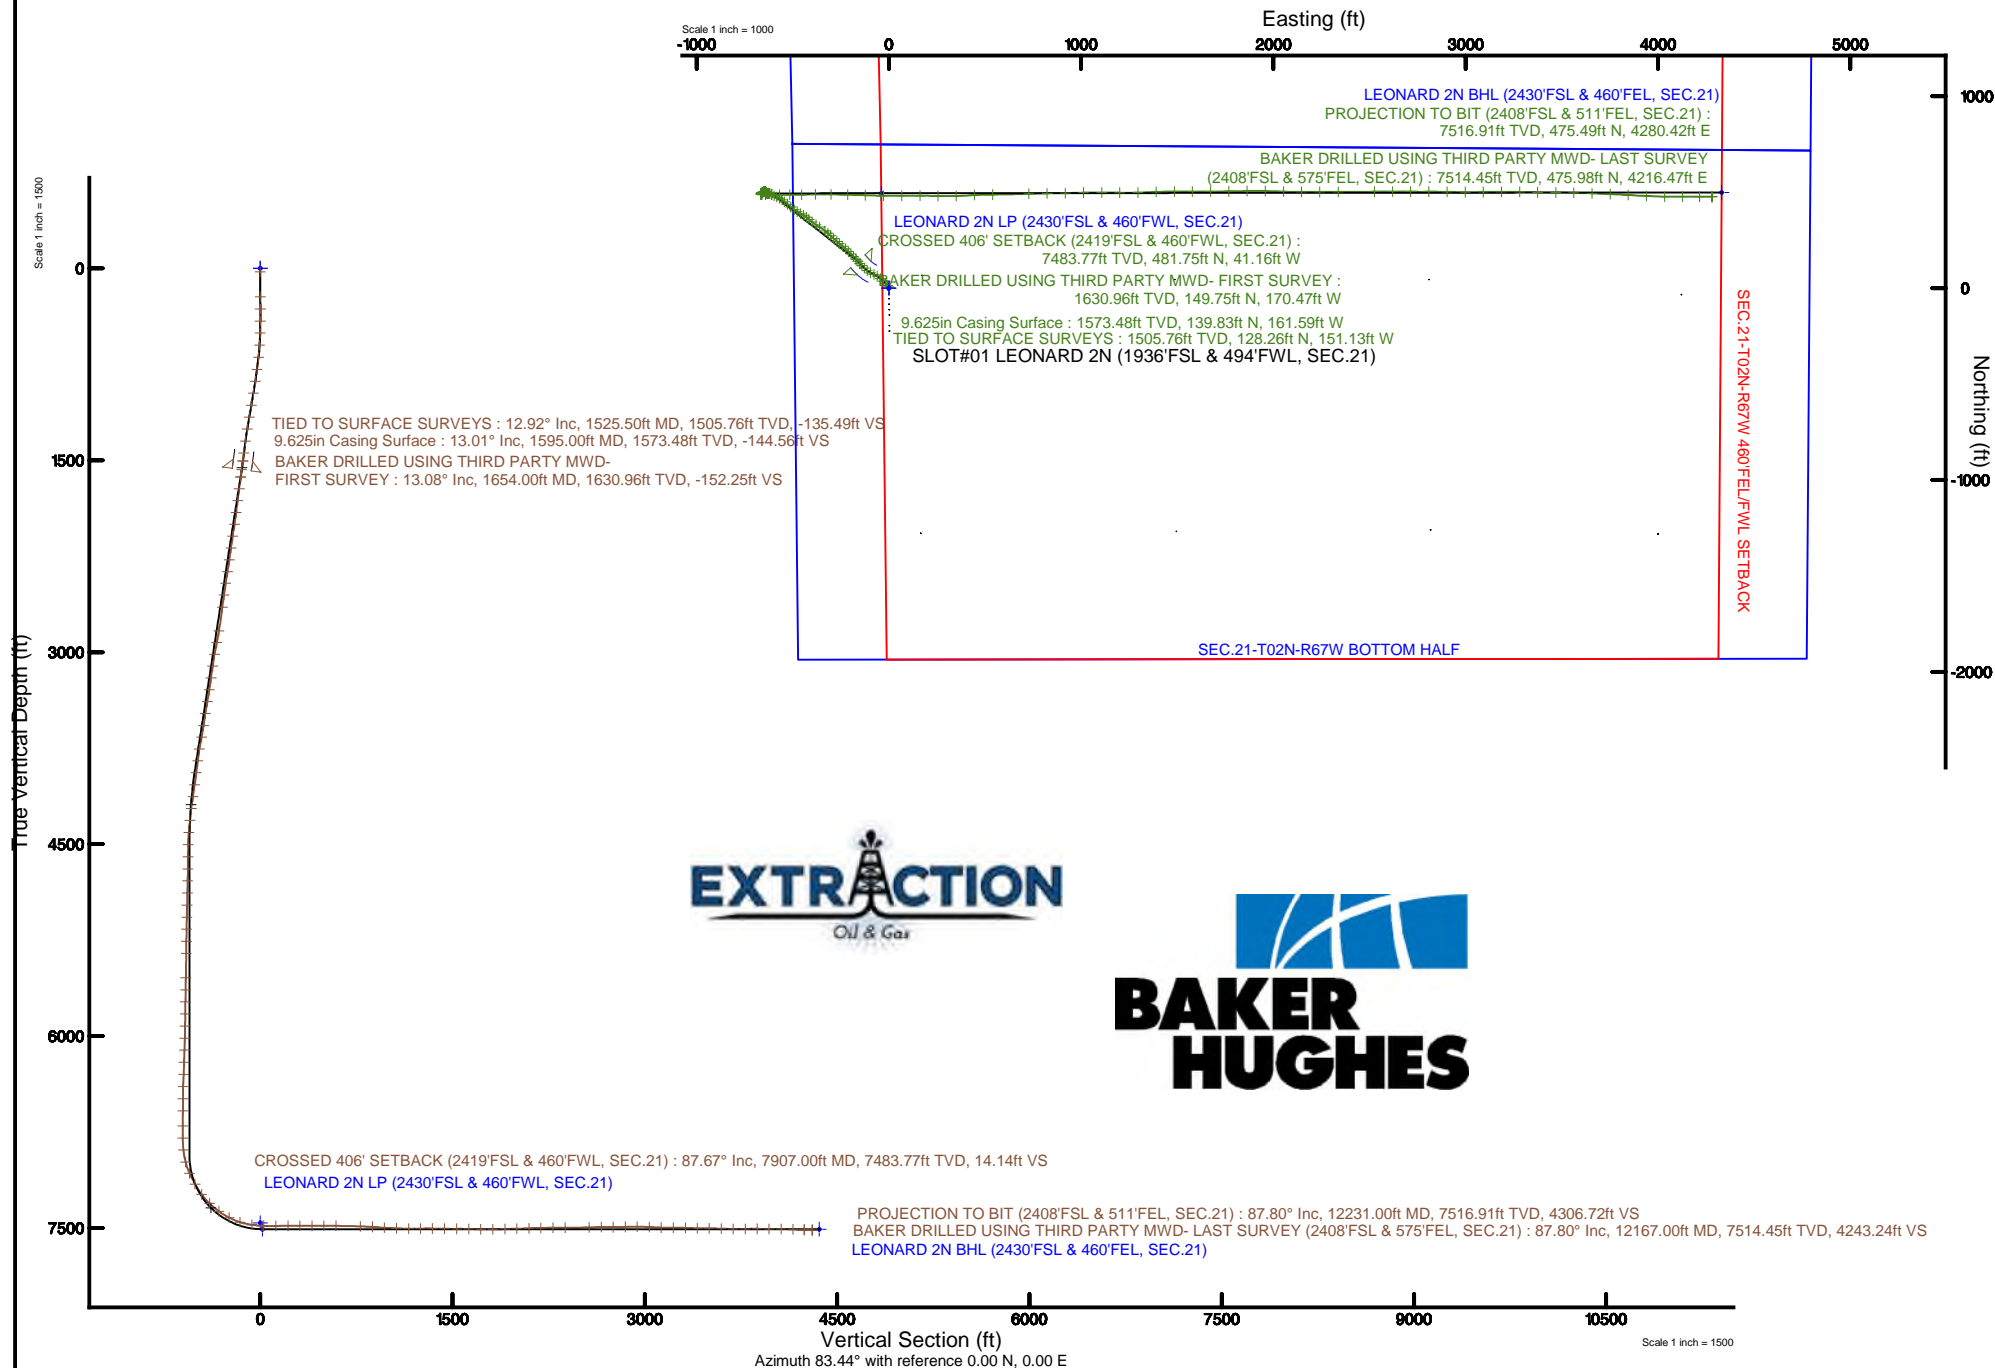 Easting (ft)
Scale 1 inch = 1000
-1000 0 1000 2000 3000 4000 5000
LEONARD 2N BHL (2430'FSL & 460'FEL, SEC.21)
PROJECTION TO BIT (2408'FSL & 511'FEL, SEC.21) :
7516.91ft TVD, 475.49ft N, 4280.42ft E
BAKER DRILLED USING THIRD PARTY MWD- LAST SURVEY
(2408'FSL & 575'FEL, SEC.21) : 7514.45ft TVD, 475.98ft N, 4216.47ft E
LEONARD 2N LP (2430'FSL & 460'FWL, SEC.21)
CROSSED 406' SETBACK (2419'FSL & 460'FWL, SEC.21) :
7483.77ft TVD, 481.75ft N, 41.16ft W
BAKER DRILLED USING THIRD PARTY MWD- FIRST SURVEY :
1630.96ft TVD, 149.75ft N, 170.47ft W
9.625in Casing Surface : 1573.48ft TVD, 139.83ft N, 161.59ft W
TIED TO SURFACE SURVEYS : 1505.76ft TVD, 128.26ft N, 151.13ft W
SLOT#01 LEONARD 2N (1936'FSL & 494'FWL, SEC.21)
SEC.21-T02N-R67W 460'FEL/FWL SETBACK
SEC.21-T02N-R67W BOTTOM HALF
1000
0
-1000
-2000
Northing (ft)
Scale 1 inch = 1500
0
1500
3000
4500
6000
7500
True Vertical Depth (ft)
TIED TO SURFACE SURVEYS : 12.92° Inc, 1525.50ft MD, 1505.76ft TVD, -135.49ft VS
9.625in Casing Surface : 13.01° Inc, 1595.00ft MD, 1573.48ft TVD, -144.56ft VS
BAKER DRILLED USING THIRD PARTY MWD-
FIRST SURVEY : 13.08° Inc, 1654.00ft MD, 1630.96ft TVD, -152.25ft VS
EXTRACTION
Oil & Gas
BAKER
HUGHES
CROSSED 406' SETBACK (2419'FSL & 460'FWL, SEC.21) : 87.67° Inc, 7907.00ft MD, 7483.77ft TVD, 14.14ft VS
LEONARD 2N LP (2430'FSL & 460'FWL, SEC.21)
PROJECTION TO BIT (2408'FSL & 511'FEL, SEC.21) : 87.80° Inc, 12231.00ft MD, 7516.91ft TVD, 4306.72ft VS
BAKER DRILLED USING THIRD PARTY MWD- LAST SURVEY (2408'FSL & 575'FEL, SEC.21) : 87.80° Inc, 12167.00ft MD, 7514.45ft TVD, 4243.24ft VS
LEONARD 2N BHL (2430'FSL & 460'FEL, SEC.21)
0 1500 3000 4500 6000 7500 9000 10500
Vertical Section (ft)
Scale 1 inch = 1500
Azimuth 83.44° with reference 0.00 N, 0.00 E